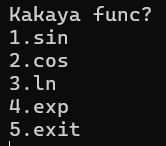 Kakaya func?
1.sin
2.cos
3.ln
4.exp
5.exit